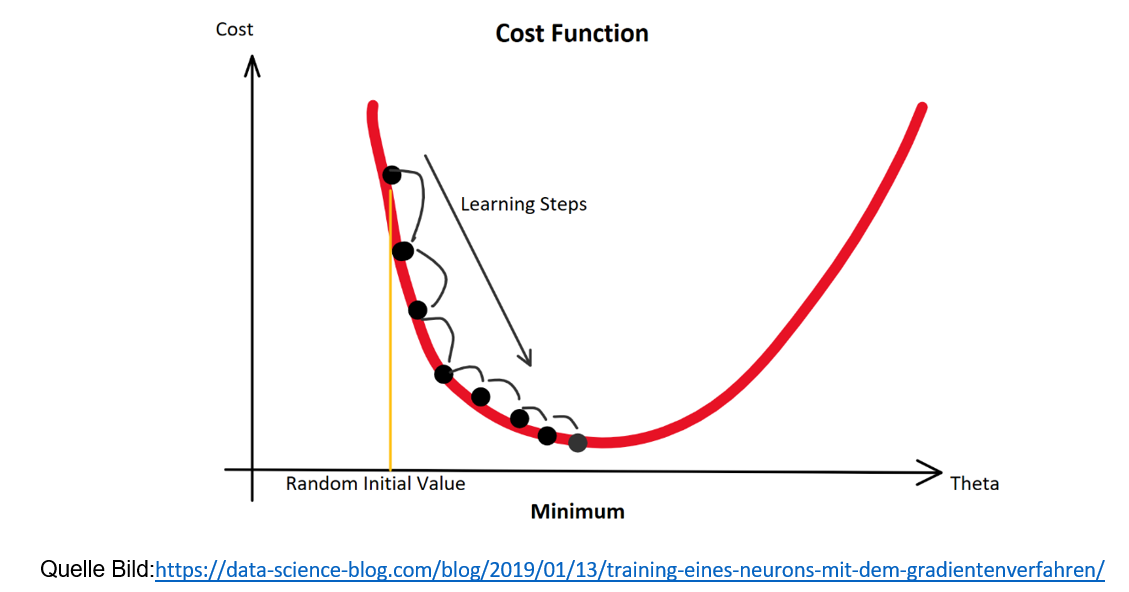 Cost Function
Cost
Learning Steps
Random Initial Value
Theta
Minimum
Quelle Bild:https://data-science-blog.com/blog/2019/01/13/training-eines-neurons-mit-dem-gradientenverfahren/